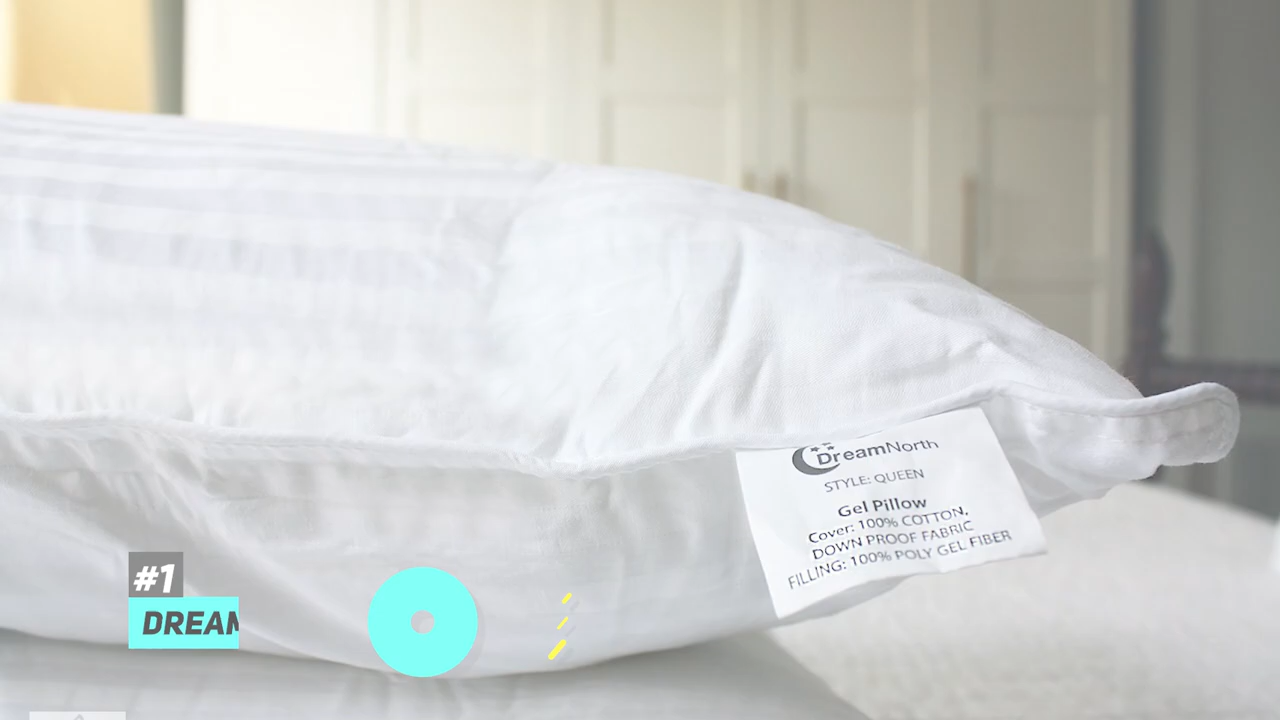 DreamNorth
STYLE: QUEEN
Gel Pillow
Cover: 100% COTTON,
DOWN PROOF FABRIC
FILLING: 100% POLY GEL FIBER
#1
DREAM